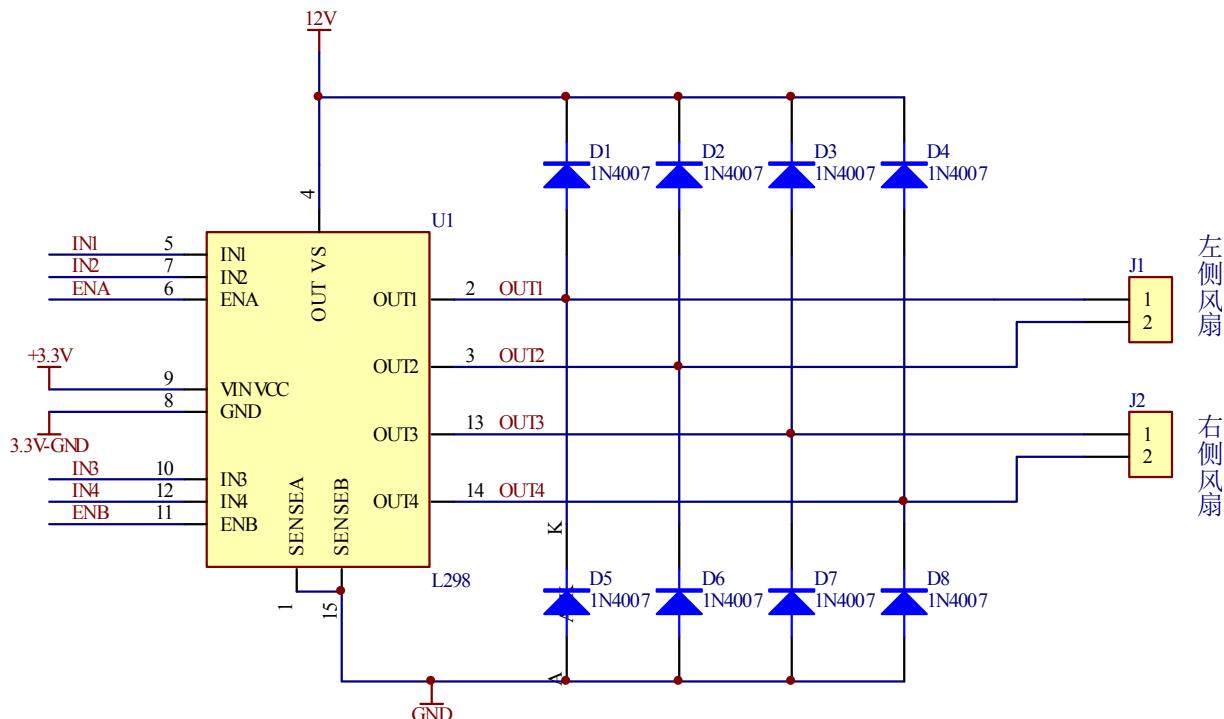 12V
D1
1N4007
D2
1N4007
D3
1N4007
D4
1N4007
4
U1
IN1
5
IN1
IN2
7
IN2
ENA
6
ENA
OUT VS
OUT1
2
OUT1
J1
1
2
左侧风扇
OUT2
3
OUT2
+3.3V
9
VINVCC
8
GND
3.3V-GND
OUT3
13
OUT3
J2
1
2
右侧风扇
IN3
10
IN3
IN4
12
IN4
ENB
11
ENB
OUT4
14
OUT4
SENSEA
SENSEB
K
L298
1
15
D5
1N4007
D6
1N4007
D7
1N4007
D8
1N4007
A
GND